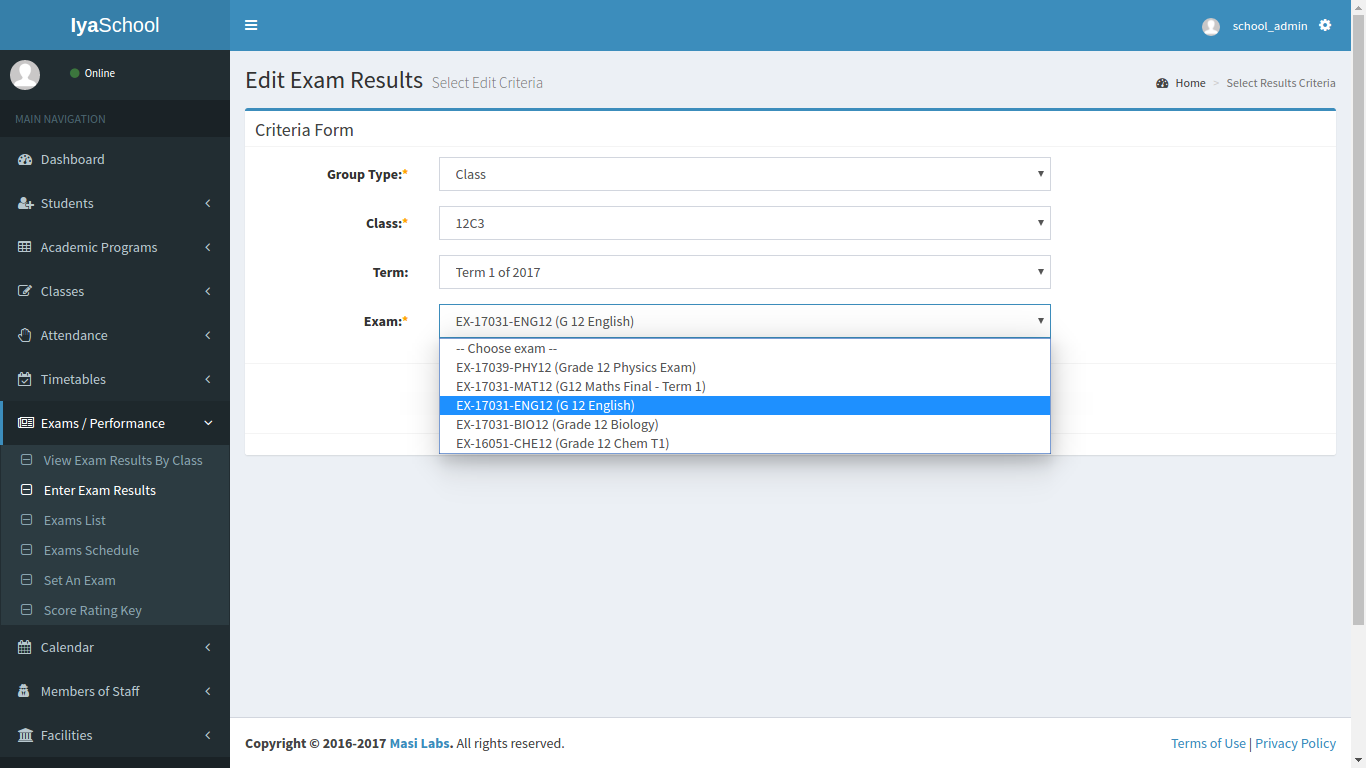 IyaSchool
school_admin
Online
MAIN NAVIGATION
Dashboard
Students
Academic Programs
Classes
Attendance
Timetables
Exams / Performance
View Exam Results By Class
Enter Exam Results
Exams List
Exams Schedule
Set An Exam
Score Rating Key
Calendar
Members of Staff
Facilities
Edit Exam Results Select Edit Criteria
Home > Select Results Criteria
Criteria Form
Group Type:* Class
Class:* 12C3
Term: Term 1 of 2017
Exam:* EX-17031-ENG12 (G 12 English)
-- Choose exam --
EX-17039-PHY12 (Grade 12 Physics Exam)
EX-17031-MAT12 (G12 Maths Final - Term 1)
EX-17031-ENG12 (G 12 English)
EX-17031-BIO12 (Grade 12 Biology)
EX-16051-CHE12 (Grade 12 Chem T1)
Copyright © 2016-2017 Masi Labs. All rights reserved.
Terms of Use | Privacy Policy